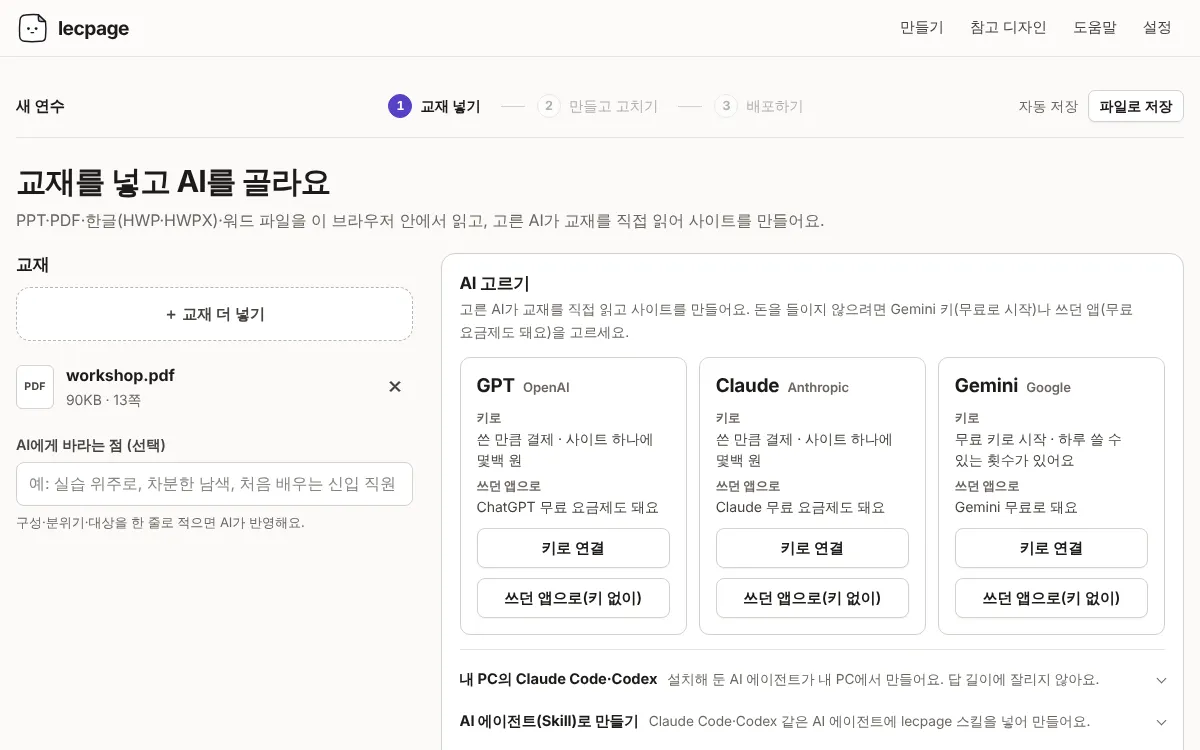 lecpage
만들기
참고 디자인
도움말
설정
새 연수
1 교재 넣기
2 만들고 고치기
3 배포하기
자동 저장
파일로 저장
교재를 넣고 AI를 골라요
PPT·PDF·한글(HWP·HWPX)·워드 파일을 이 브라우저 안에서 읽고, 고른 AI가 교재를 직접 읽어 사이트를 만들어요.
교재
+ 교재 더 넣기
PDF
workshop.pdf
90KB · 13쪽
AI에게 바라는 점 (선택)
예: 실습 위주로, 차분한 남색, 처음 배우는 신입 직원
구성·분위기·대상을 한 줄로 적으면 AI가 반영해요.
AI 고르기
고른 AI가 교재를 직접 읽고 사이트를 만들어요. 돈을 들이지 않으려면 Gemini 키(무료로 시작)나 쓰던 앱(무료
요금제도 돼요)을 고르세요.
GPT OpenAI
키로
쓴 만큼 결제 · 사이트 하나에
몇백 원
쓰던 앱으로
ChatGPT 무료 요금제도 돼요
키로 연결
쓰던 앱으로(키 없이)
Claude Anthropic
키로
쓴 만큼 결제 · 사이트 하나에
몇백 원
쓰던 앱으로
Claude 무료 요금제도 돼요
키로 연결
쓰던 앱으로(키 없이)
Gemini Google
키로
무료 키로 시작 · 하루 쓸 수
있는 횟수가 있어요
쓰던 앱으로
Gemini 무료로 돼요
키로 연결
쓰던 앱으로(키 없이)
내 PC의 Claude Code·Codex 설치해 둔 AI 에이전트가 내 PC에서 만들어요. 답 길이에 잘리지 않아요.
AI 에이전트(Skill)로 만들기 Claude Code·Codex 같은 AI 에이전트에 lecpage 스킬을 넣어 만들어요.